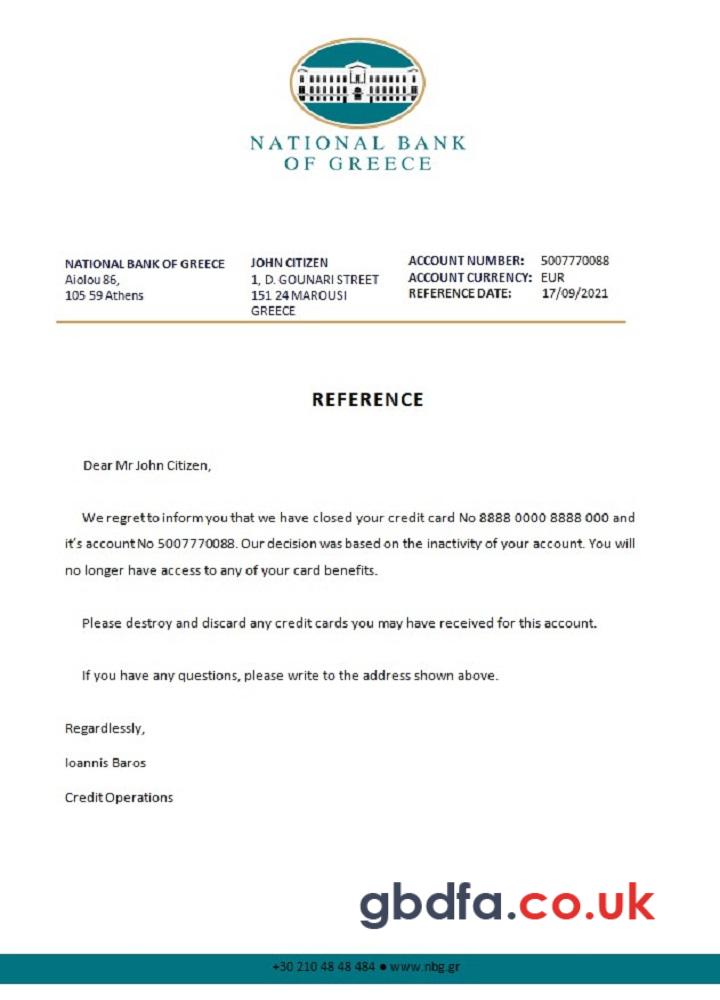 NATIONAL BANK
OF GREECE
NATIONAL BANK OF GREECE
Aiolou 86,
105 59 Athens
JOHN CITIZEN
1, D. GOUNARI STREET
151 24 MAROUSI
GREECE
ACCOUNT NUMBER: 5007770088
ACCOUNT CURRENCY: EUR
REFERENCE DATE: 17/09/2021
REFERENCE
Dear Mr John Citizen,
We regret to inform you that we have closed your credit card No 8888 0000 8888 000 and
it's account No 5007770088. Our decision was based on the inactivity of your account. You will
no longer have access to any of your card benefits.
Please destroy and discard any credit cards you may have received for this account.
If you have any questions, please write to the address shown above.
Regardlessly,
Ioannis Baros
Credit Operations
gbdfa.co.uk
+30 210 48 48 484 ● www.nbg.gr